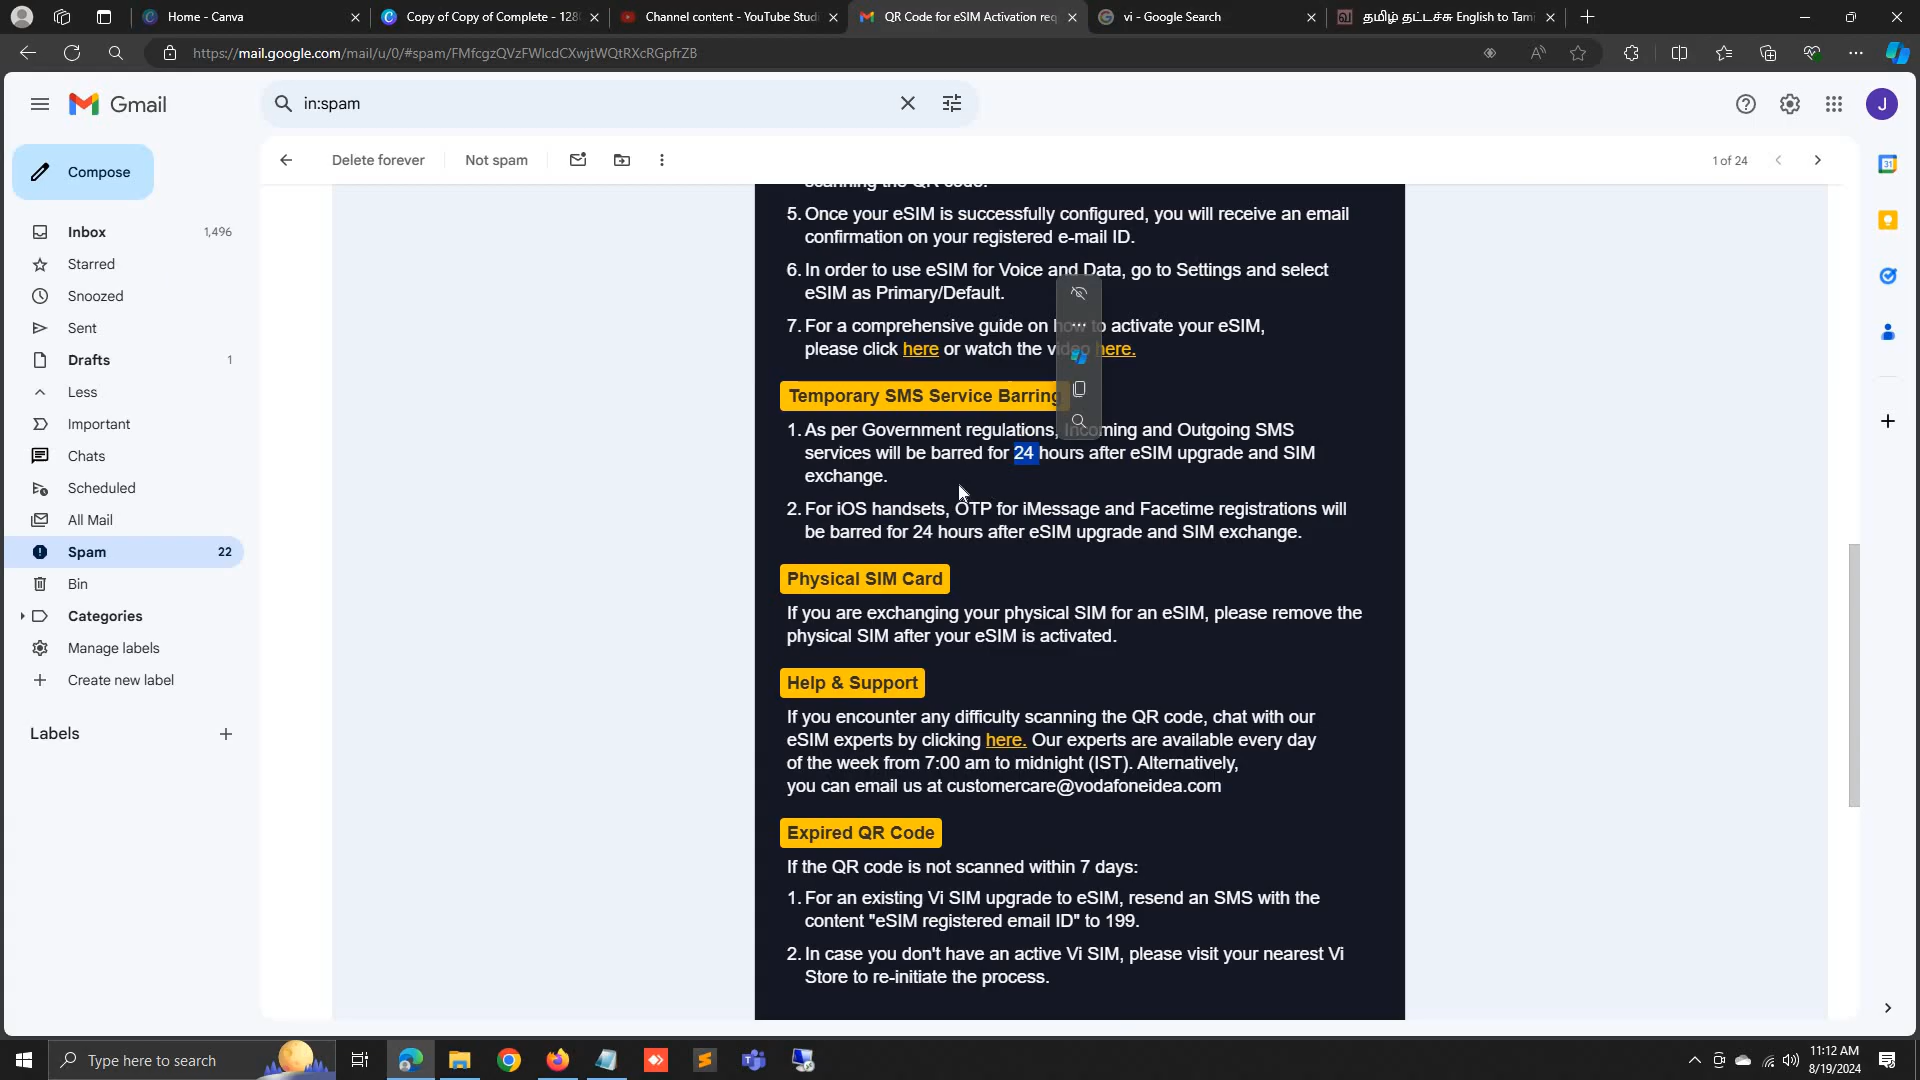 Home - Canva
Copy of Copy of Complete - 128
Channel content - YouTube Studi
QR Code for eSIM Activation req
vi - Google Search
தமிழ் தட்டச்சு English to Tami
https://mail.google.com/mail/u/0/#spam/FMfcgzQVzFWlcdCXwjtWQtRXcRGpfrZB
Gmail
in:spam
J
Compose
Delete forever
Not spam
1 of 24
Inbox 1,496
Starred
Snoozed
Sent
Drafts 1
Less
Important
Chats
Scheduled
All Mail
Spam 22
Bin
Categories
Manage labels
Create new label
Labels
31
scanning the QR code.
5. Once your eSIM is successfully configured, you will receive an email
confirmation on your registered e-mail ID.
6. In order to use eSIM for Voice and Data, go to Settings and select
eSIM as Primary/Default.
7. For a comprehensive guide on how to activate your eSIM,
please click here or watch the video here.
Temporary SMS Service Barring
1. As per Government regulations, Incoming and Outgoing SMS
services will be barred for 24 hours after eSIM upgrade and SIM
exchange.
2. For iOS handsets, OTP for iMessage and Facetime registrations will
be barred for 24 hours after eSIM upgrade and SIM exchange.
Physical SIM Card
If you are exchanging your physical SIM for an eSIM, please remove the
physical SIM after your eSIM is activated.
Help & Support
If you encounter any difficulty scanning the QR code, chat with our
eSIM experts by clicking here. Our experts are available every day
of the week from 7:00 am to midnight (IST). Alternatively,
you can email us at customercare@vodafoneidea.com
Expired QR Code
If the QR code is not scanned within 7 days:
1. For an existing Vi SIM upgrade to eSIM, resend an SMS with the
content "eSIM registered email ID" to 199.
2. In case you don't have an active Vi SIM, please visit your nearest Vi
Store to re-initiate the process.
Type here to search
11:12 AM
8/19/2024